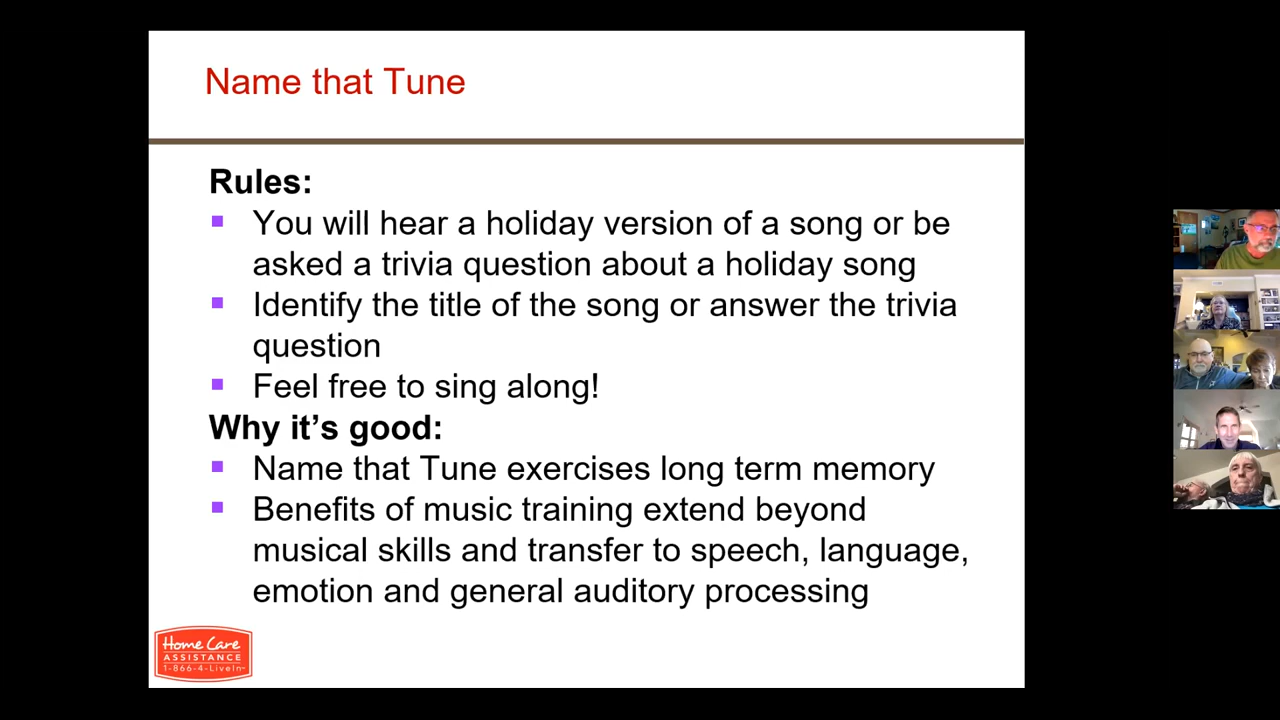 Name that Tune
Rules:
You will hear a holiday version of a song or be
asked a trivia question about a holiday song
Identify the title of the song or answer the trivia
question
Feel free to sing along!
Why it's good:
Name that Tune exercises long term memory
Benefits of music training extend beyond
musical skills and transfer to speech, language,
emotion and general auditory processing
Home Care
ASSISTANCE
1-866-4-LiveIn